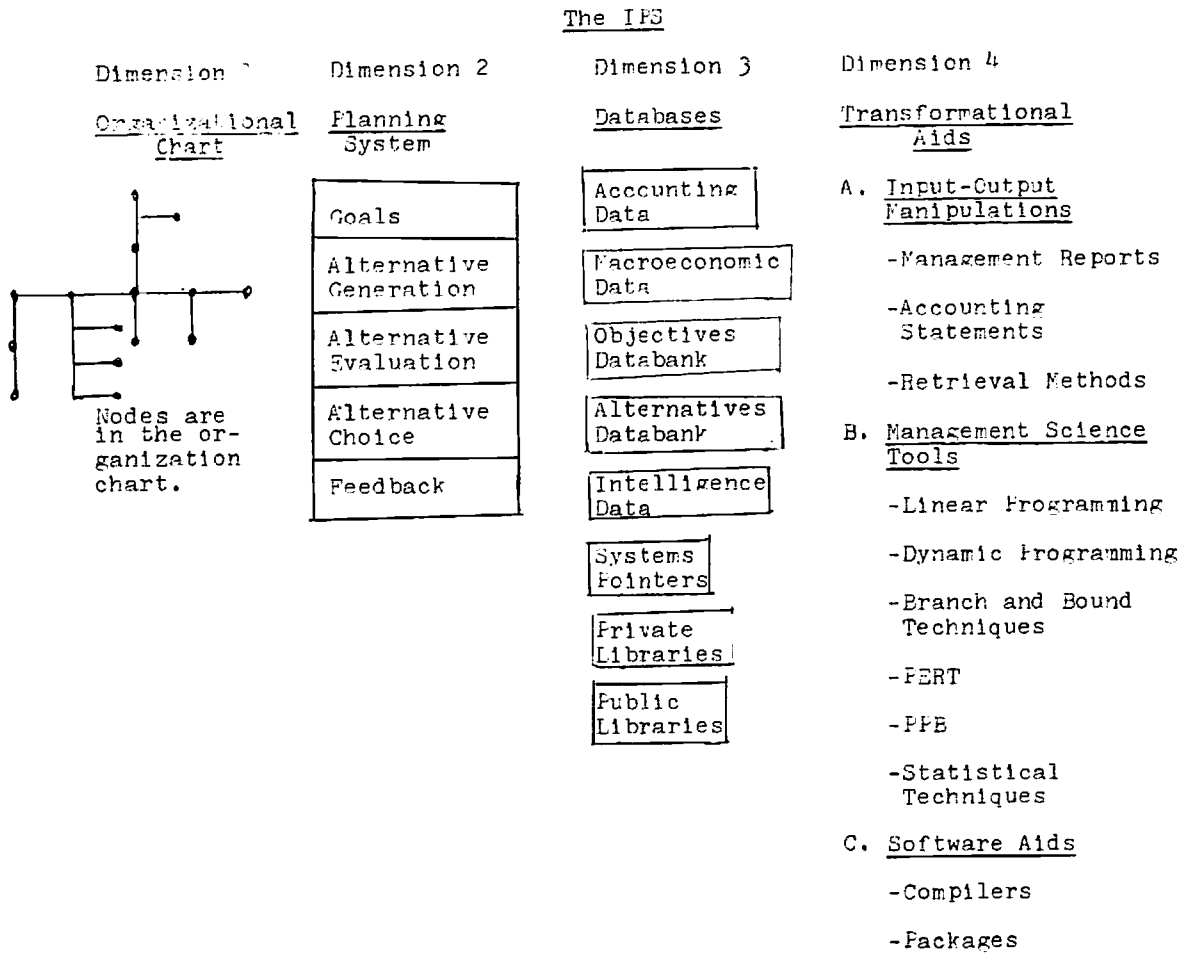 The IPS
Dimension
Organizational
Chart
Nodes are
in the or-
ganization
chart.
Dimension 2
Planning
System
Goals
Alternative
Generation
Alternative
Evaluation
Alternative
Choice
Feedback
Dimension 3
Databases
Accounting
Data
Macroeconomic
Data
Objectives
Databank
Alternatives
Databank
Intelligence
Data
Systems
Pointers
Private
Libraries
Public
Libraries
Dimension 4
Transformational
Aids
A. Input-Output
Manipulations
-Management Reports
-Accounting
Statements
-Retrieval Methods
B. Management Science
Tools
-Linear Programming
-Dynamic Programming
-Branch and Bound
Techniques
-PERT
-PPB
-Statistical
Techniques
C. Software Aids
-Compilers
-Packages